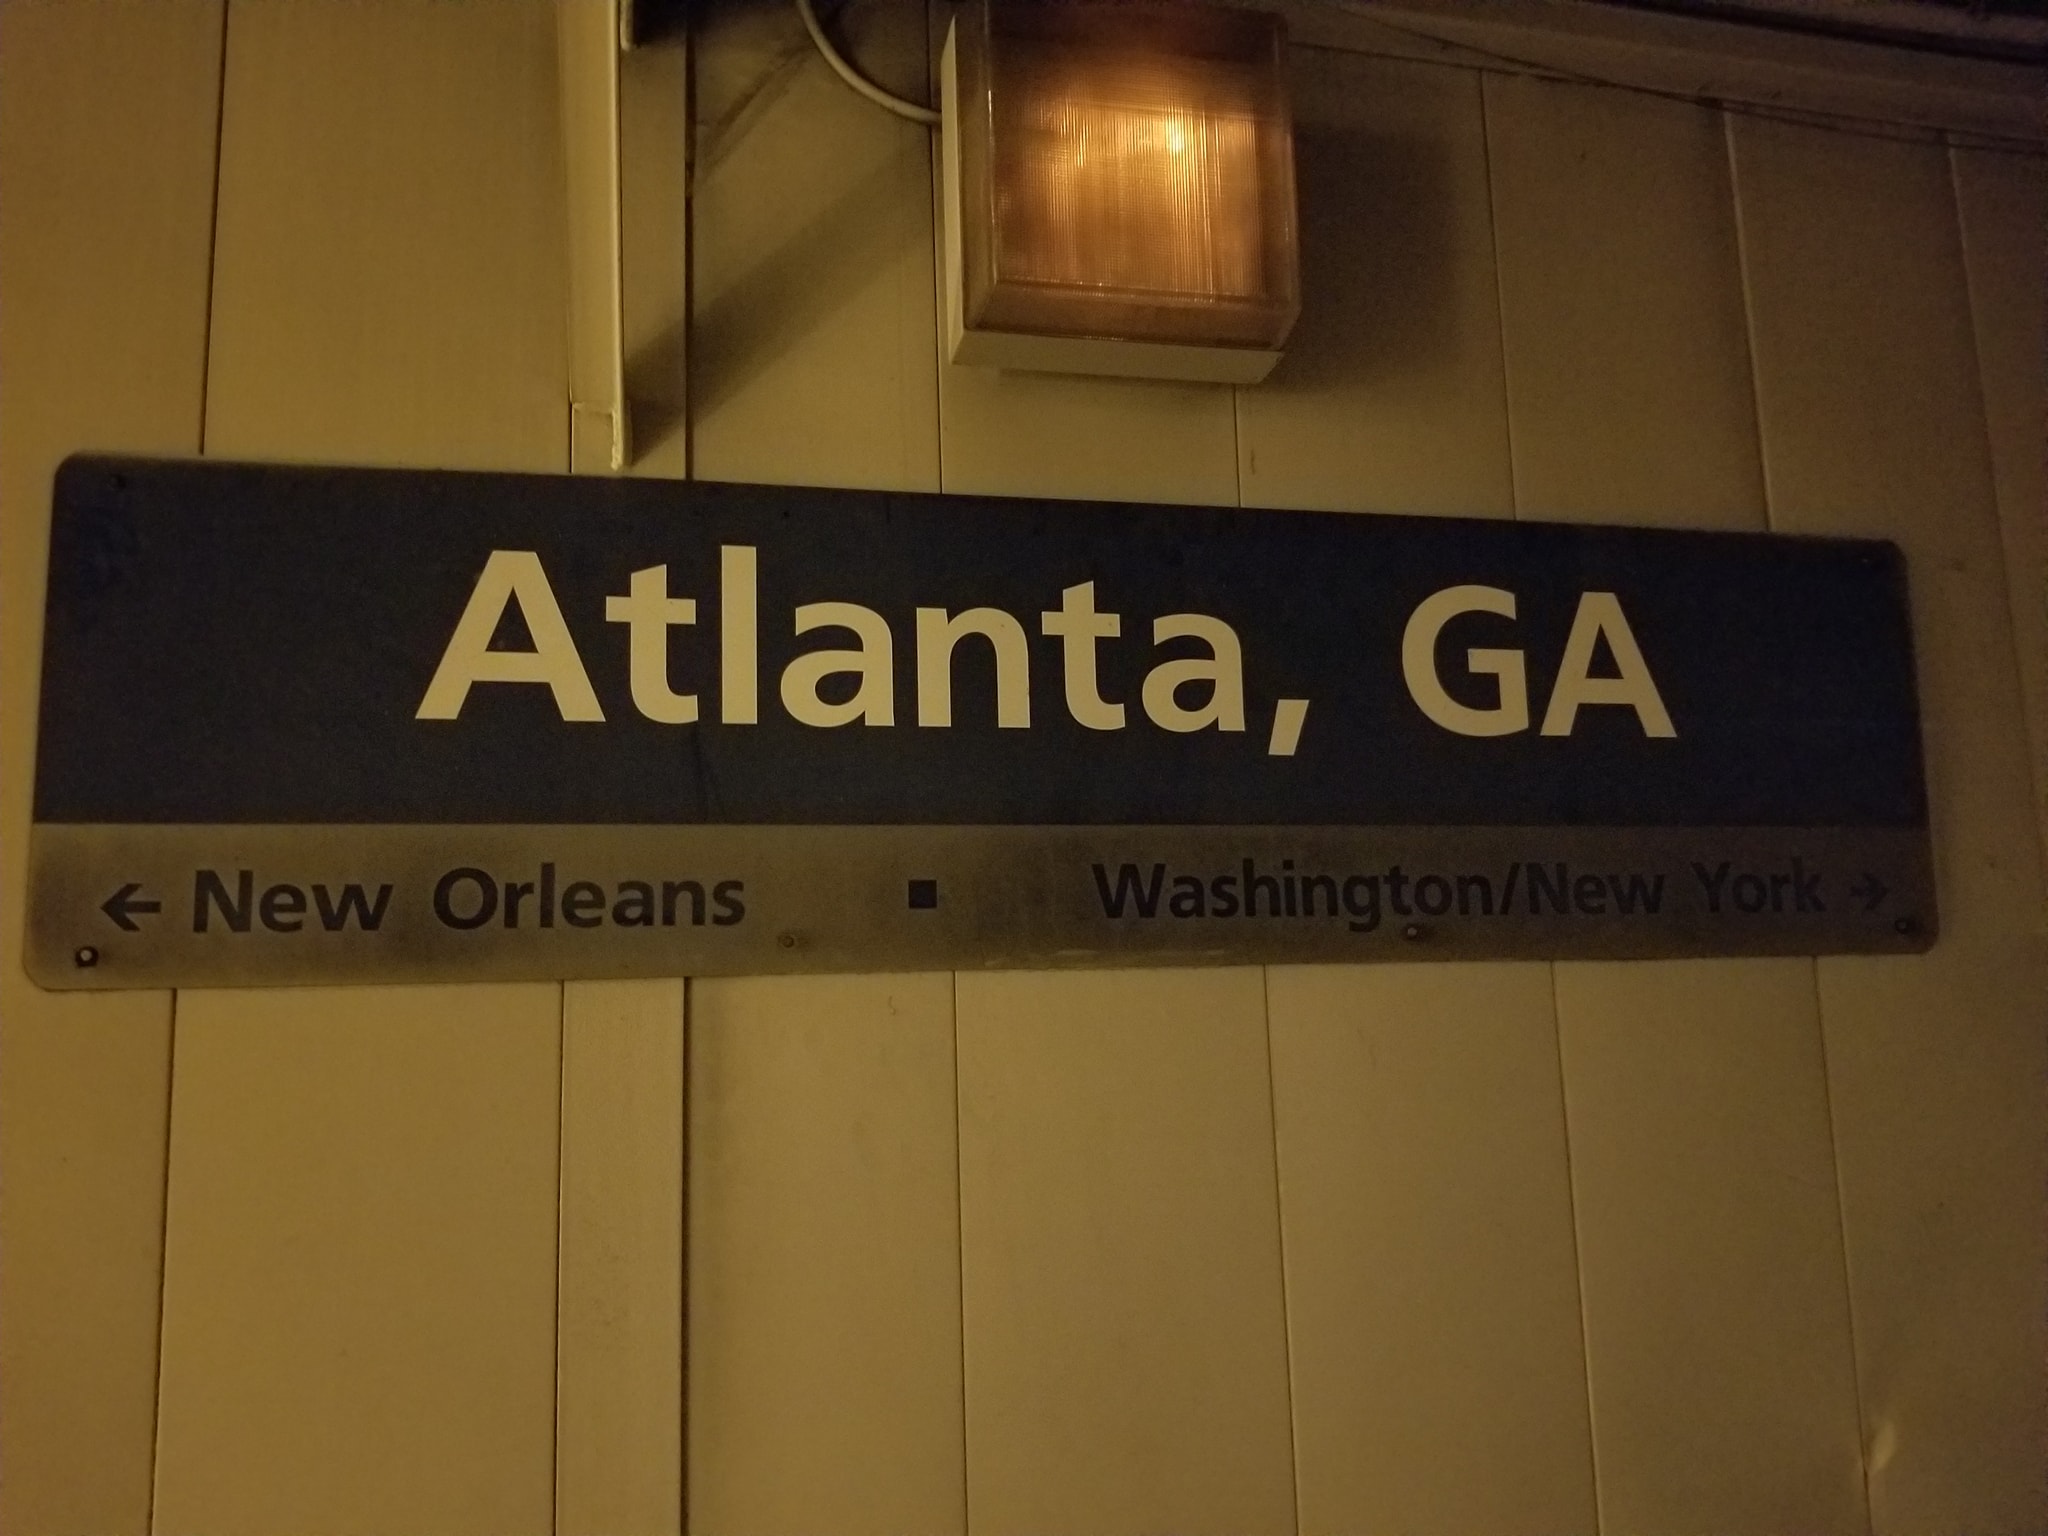 Atlanta, GA
← New Orleans ▪ Washington/New York →